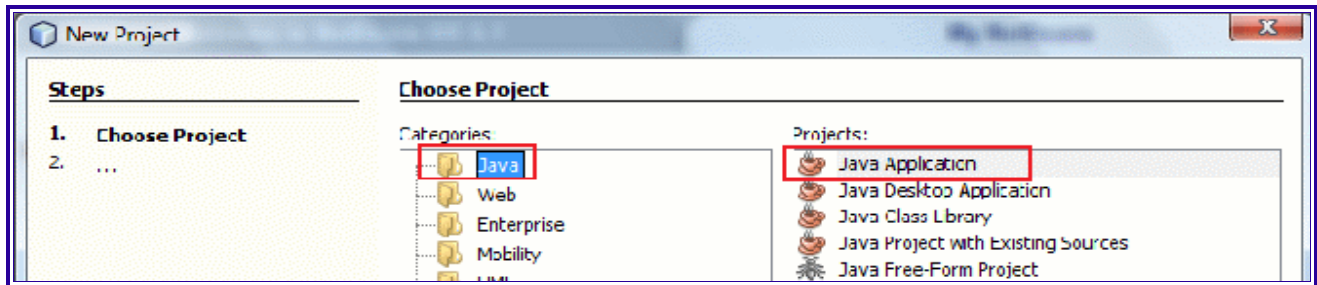 New Project
Steps
Choose Project
1. Choose Project
2. ...
Categories:
Java
Web
Enterprise
Mobility
Projects:
Java Application
Java Desktop Application
Java Class Library
Java Project with Existing Sources
Java Free-Form Project